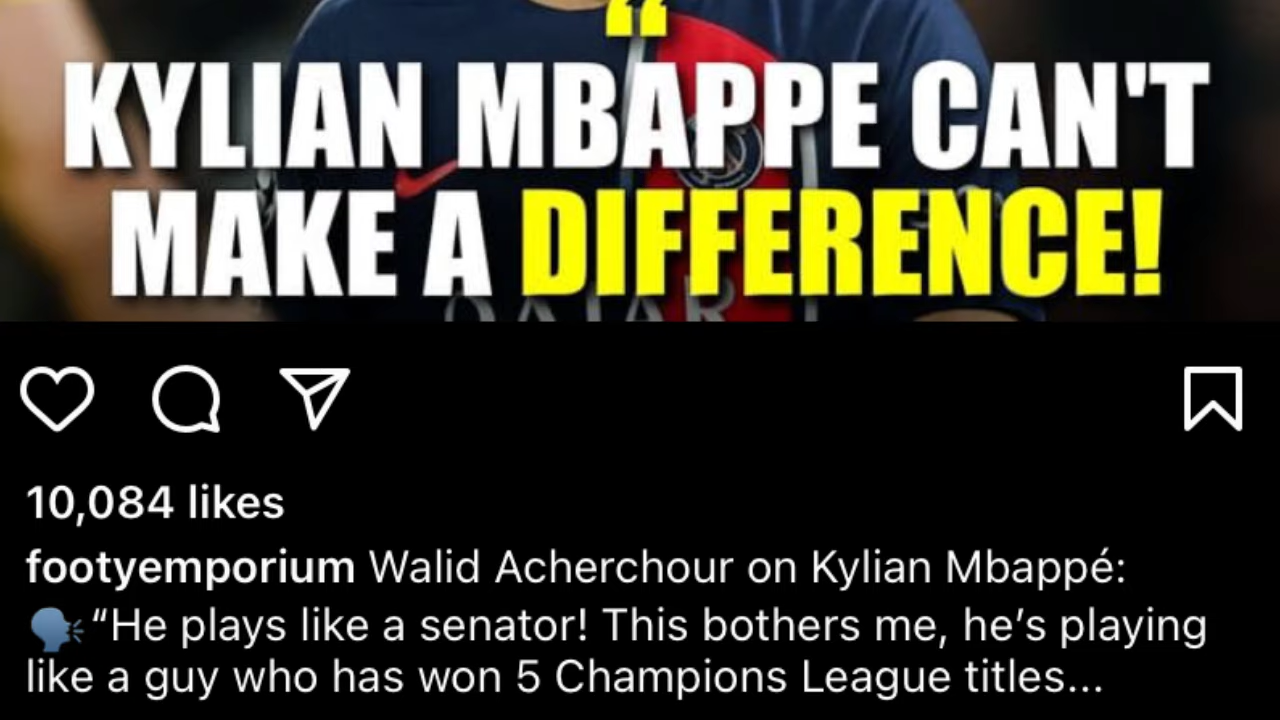 “
KYLIAN MBAPPE CAN'T
MAKE A DIFFERENCE!
QATAR
10,084 likes
footyemporium Walid Acherchour on Kylian Mbappé:
🗣️“He plays like a senator! This bothers me, he’s playing
like a guy who has won 5 Champions League titles...